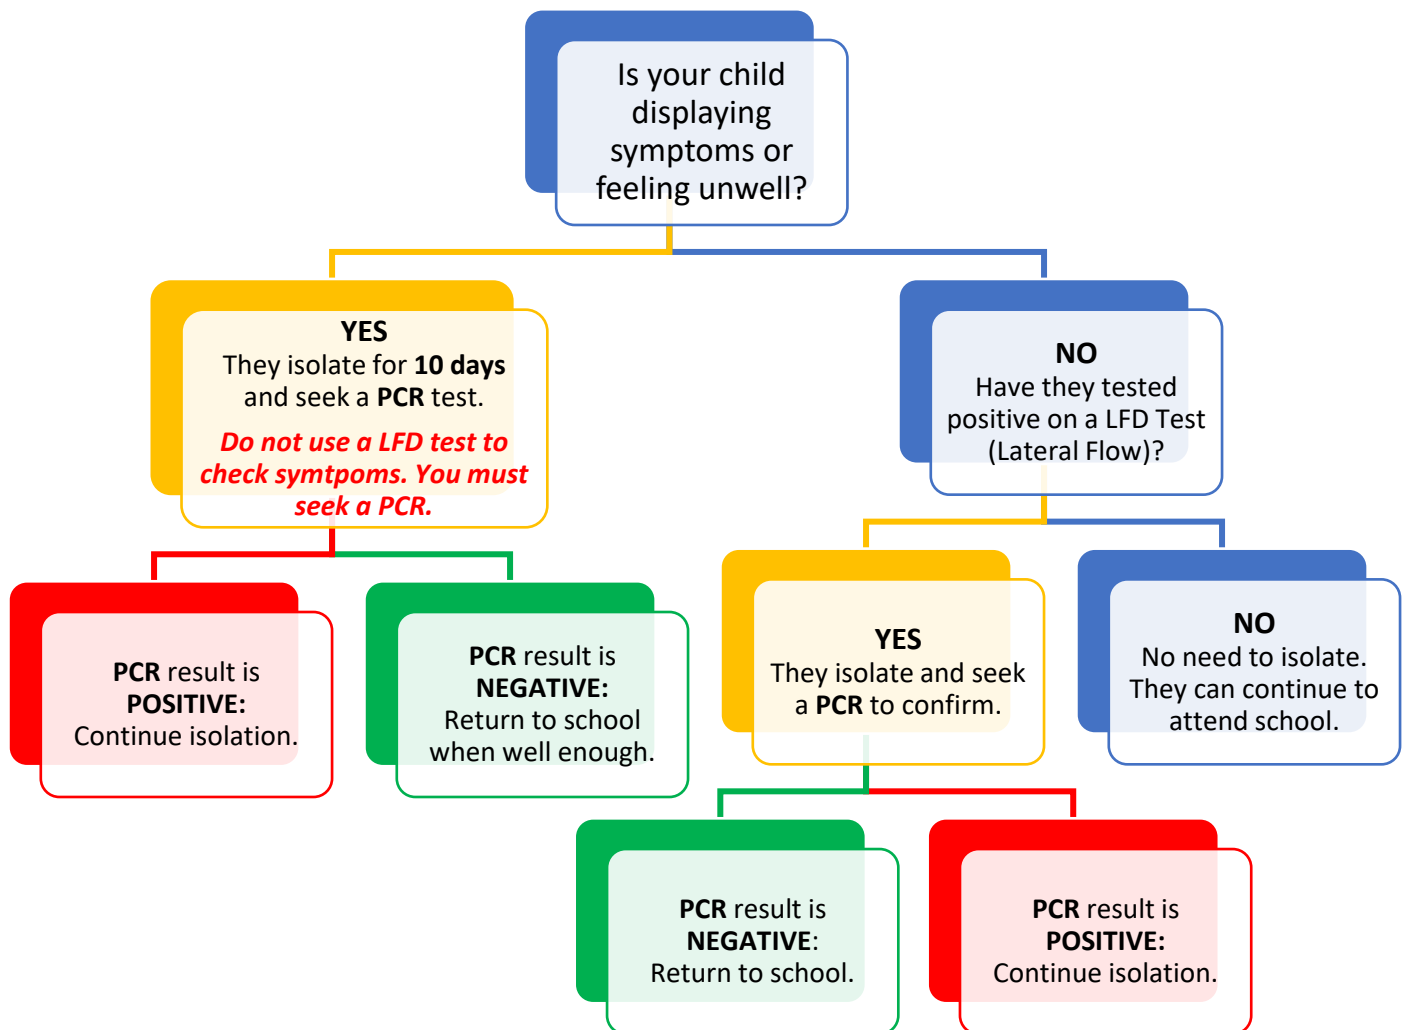 Is your child
displaying
symptoms or
feeling unwell?
YES
They isolate for 10 days
and seek a PCR test.
Do not use a LFD test to
check symtpoms. You must
seek a PCR.
NO
Have they tested
positive on a LFD Test
(Lateral Flow)?
PCR result is
POSITIVE:
Continue isolation.
PCR result is
NEGATIVE:
Return to school
when well enough.
YES
They isolate and seek
a PCR to confirm.
NO
No need to isolate.
They can continue to
attend school.
PCR result is
NEGATIVE:
Return to school.
PCR result is
POSITIVE:
Continue isolation.